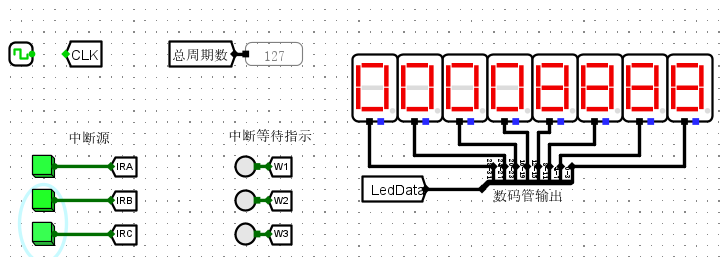 CLK
总周期数
127
中断源
中断等待指示
IRA
W1
LedData
数码管输出
IRB
W2
IRC
W3